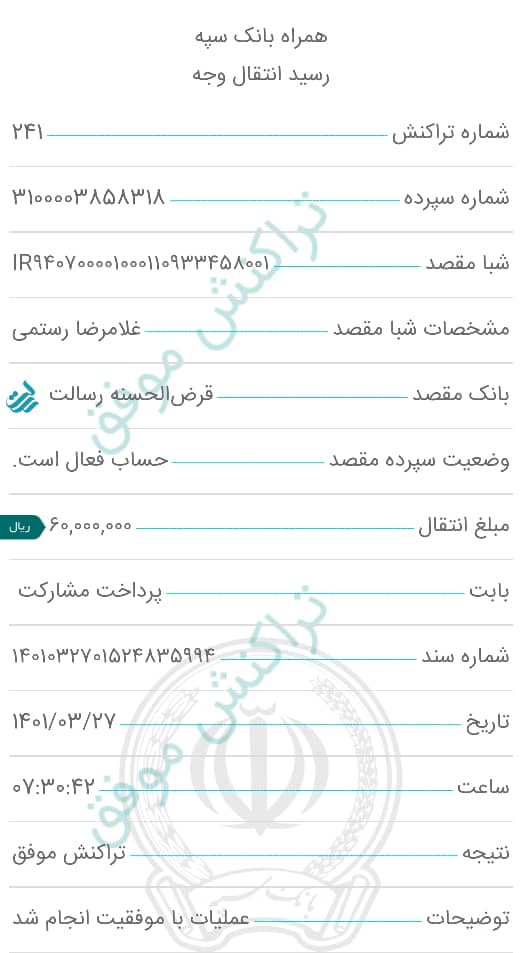 همراه بانک سپه
رسید انتقال وجه
شماره تراکنش ۲۴۱
شماره سپرده ۳۱۰۰۰۰۳۸۵۸۳۱۸
شبا مقصد IR۹۴۰۷۰۰۰۰۱۰۰۰۱۱۰۹۳۳۴۵۸۰۰۱
مشخصات شبا مقصد غلامرضا رستمی
بانک مقصد قرض‌الحسنه رسالت
وضعیت سپرده مقصد حساب فعال است.
مبلغ انتقال ۶۰,۰۰۰,۰۰۰ ریال
بابت پرداخت مشارکت
شماره سند ۱۴۰۱۰۳۲۷۰۱۵۲۴۸۳۵۹۹۴
تاریخ ۱۴۰۱/۰۳/۲۷
ساعت ۰۷:۳۰:۴۲
نتیجه تراکنش موفق
توضیحات عملیات با موفقیت انجام شد
تراکنش موفق
تراکنش موفق
بانک سپه